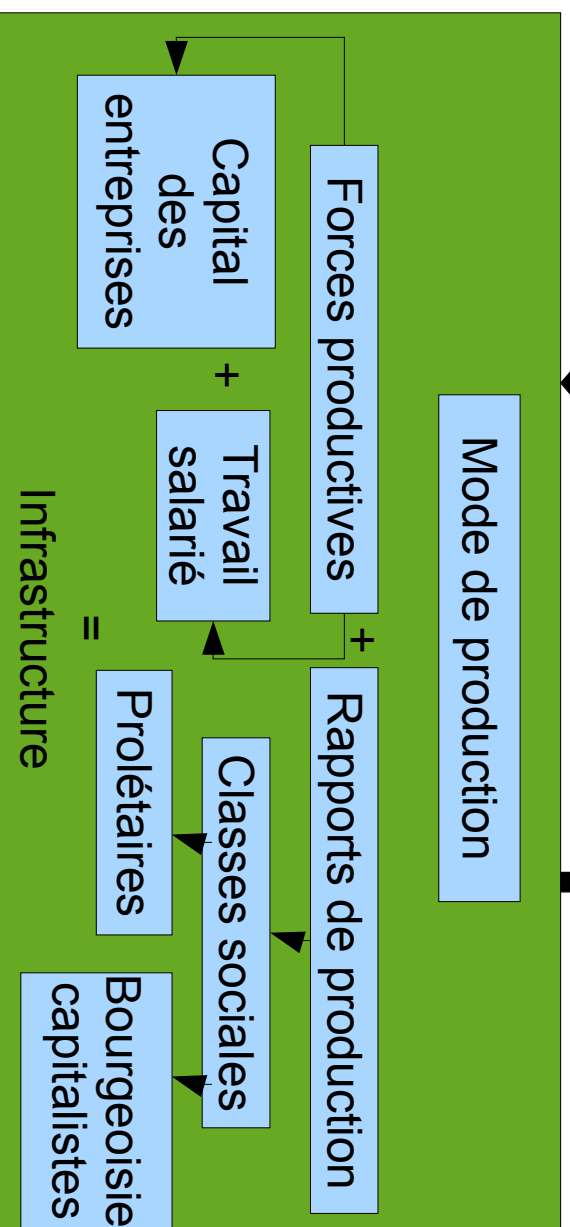 Mode de production
Forces productives
+
Rapports de production
Capital
des
entreprises
+
Travail
salarié
Classes sociales
Prolétaires
Bourgeoisie
capitalistes
=
Infrastructure